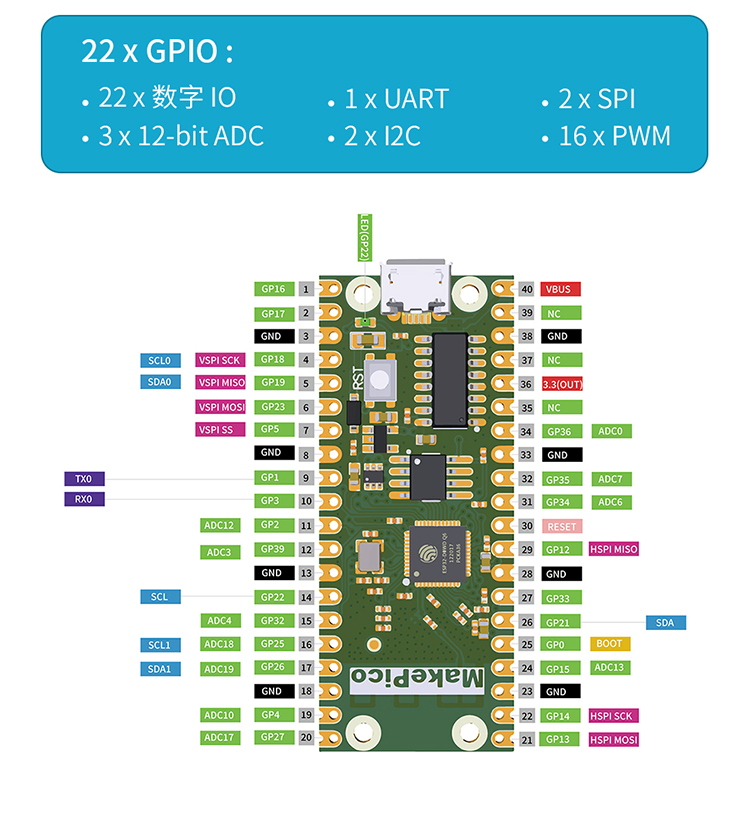 22 x GPIO :
• 22 x 数字 IO
• 1 x UART
• 2 x SPI
• 3 x 12-bit ADC
• 2 x I2C
• 16 x PWM
LED(GP22)
GP16 1 40 VBUS
GP17 2 39 NC
GND 3 38 GND
SCL0 VSPI SCK GP18 4 37 NC
SDA0 VSPI MISO GP19 5 36 3.3(OUT)
VSPI MOSI GP23 6 35 NC
VSPI SS GP5 7 34 GP36 ADC0
GND 8 33 GND
TX0 GP1 9 32 GP35 ADC7
RX0 GP3 10 31 GP34 ADC6
ADC12 GP2 11 30 RESET
ADC3 GP39 12 29 GP12 HSPI MISO
GND 13 28 GND
SCL GP22 14 27 GP33
ADC4 GP32 15 26 GP21 SDA
SCL1 ADC18 GP25 16 25 GP0 BOOT
SDA1 ADC19 GP26 17 24 GP15 ADC13
GND 18 23 GND
ADC10 GP4 19 22 GP14 HSPI SCK
ADC17 GP27 20 21 GP13 HSPI MOSI
RST
MakePico